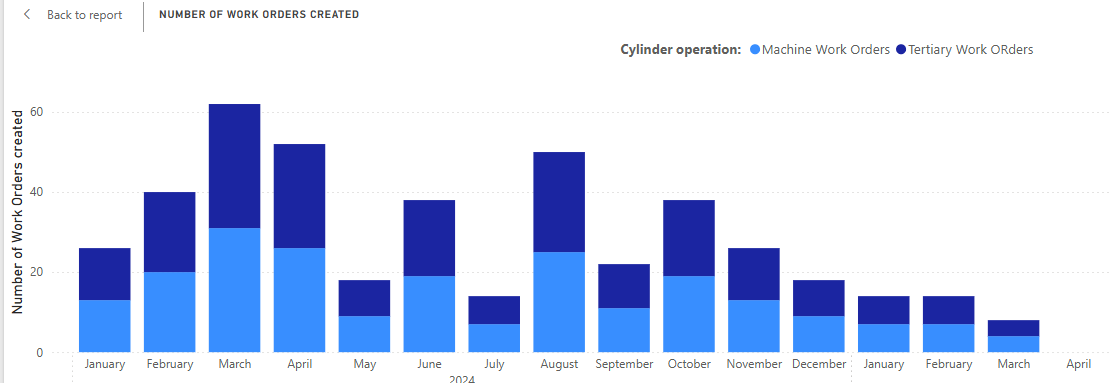 Back to report
NUMBER OF WORK ORDERS CREATED
Cylinder operation: Machine Work Orders Tertiary Work ORders
Number of Work Orders created
60
40
20
0
January February March April May June July August September October November December January February March April
2024